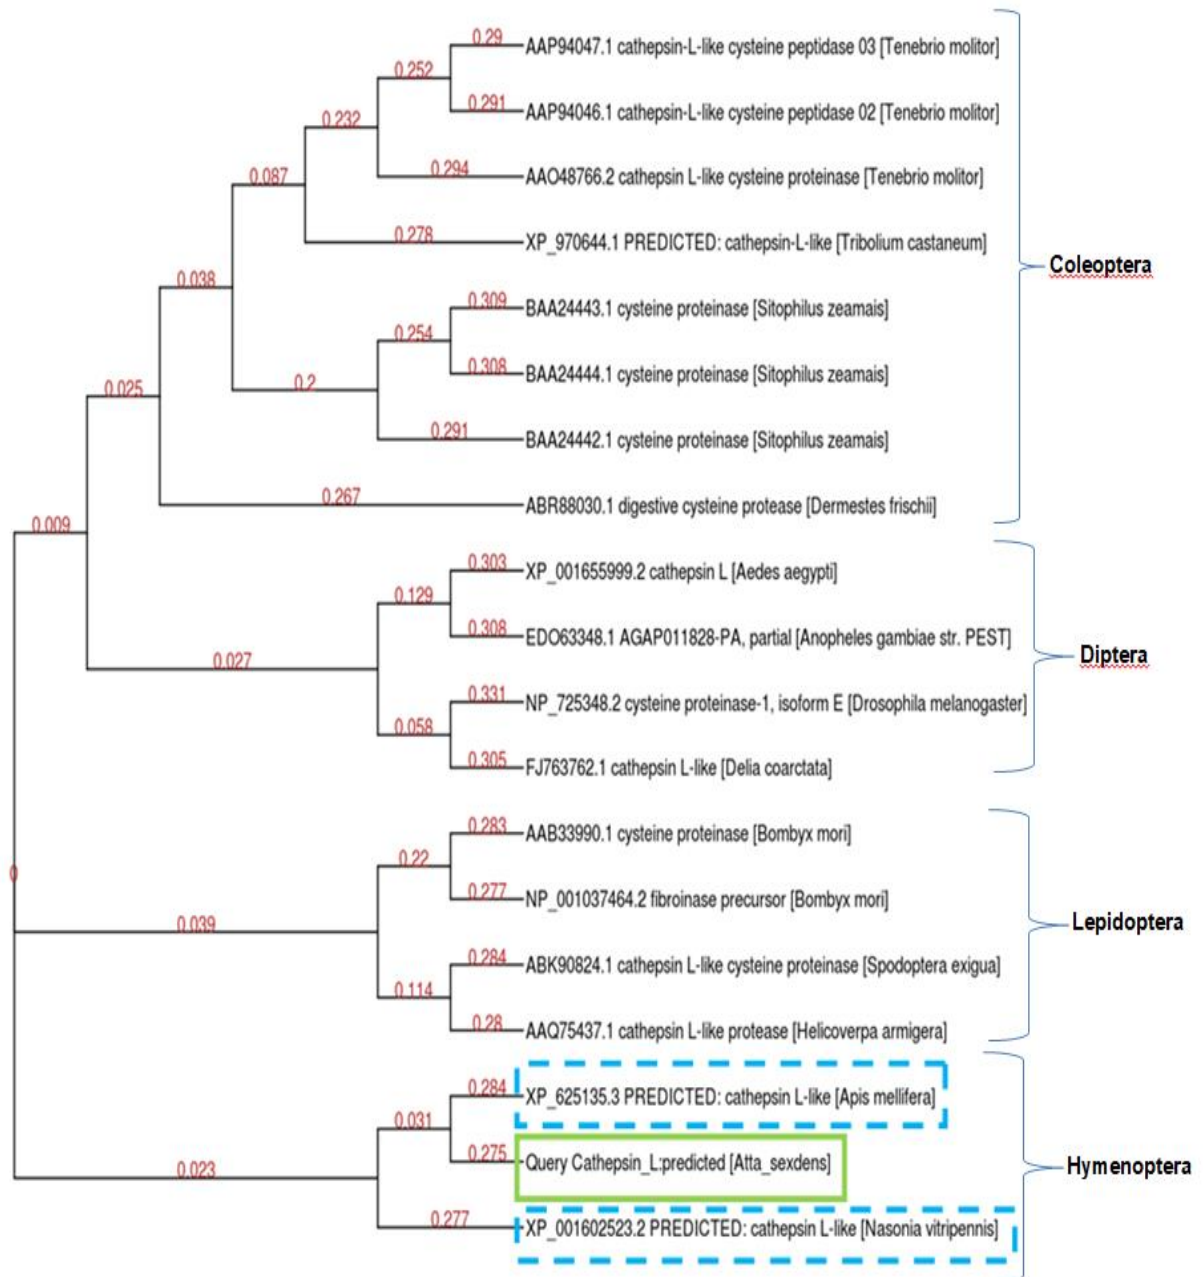 0.29
AAP94047.1 cathepsin-L-like cysteine peptidase 03 [Tenebrio molitor]
0.252
0.291
AAP94046.1 cathepsin-L-like cysteine peptidase 02 [Tenebrio molitor]
0.232
0.294
AAO48766.2 cathepsin L-like cysteine proteinase [Tenebrio molitor]
0.087
0.278
XP_970644.1 PREDICTED: cathepsin-L-like [Tribolium castaneum]
Coleoptera
0.038
0.309
BAA24443.1 cysteine proteinase [Sitophilus zeamais]
0.254
0.308
BAA24444.1 cysteine proteinase [Sitophilus zeamais]
0.2
0.025
0.291
BAA24442.1 cysteine proteinase [Sitophilus zeamais]
0.267
ABR88030.1 digestive cysteine protease [Dermestes frischii]
0.009
0.303
XP_001655999.2 cathepsin L [Aedes aegypti]
0.129
0.308
EDO63348.1 AGAP011828-PA, partial [Anopheles gambiae str. PEST]
Diptera
0.027
0.331
NP_725348.2 cysteine proteinase-1, isoform E [Drosophila melanogaster]
0.058
0.305
FJ763762.1 cathepsin L-like [Delia coarctata]
0.283
AAB33990.1 cysteine proteinase [Bombyx mori]
0.22
0
0.277
NP_001037464.2 fibroinase precursor [Bombyx mori]
0.039
Lepidoptera
0.284
ABK90824.1 cathepsin L-like cysteine proteinase [Spodoptera exigua]
0.114
0.28
AAQ75437.1 cathepsin L-like protease [Helicoverpa armigera]
0.284
XP_625135.3 PREDICTED: cathepsin L-like [Apis mellifera]
0.031
0.275
Query Cathepsin_L:predicted [Atta_sexdens]
Hymenoptera
0.023
0.277
XP_001602523.2 PREDICTED: cathepsin L-like [Nasonia vitripennis]